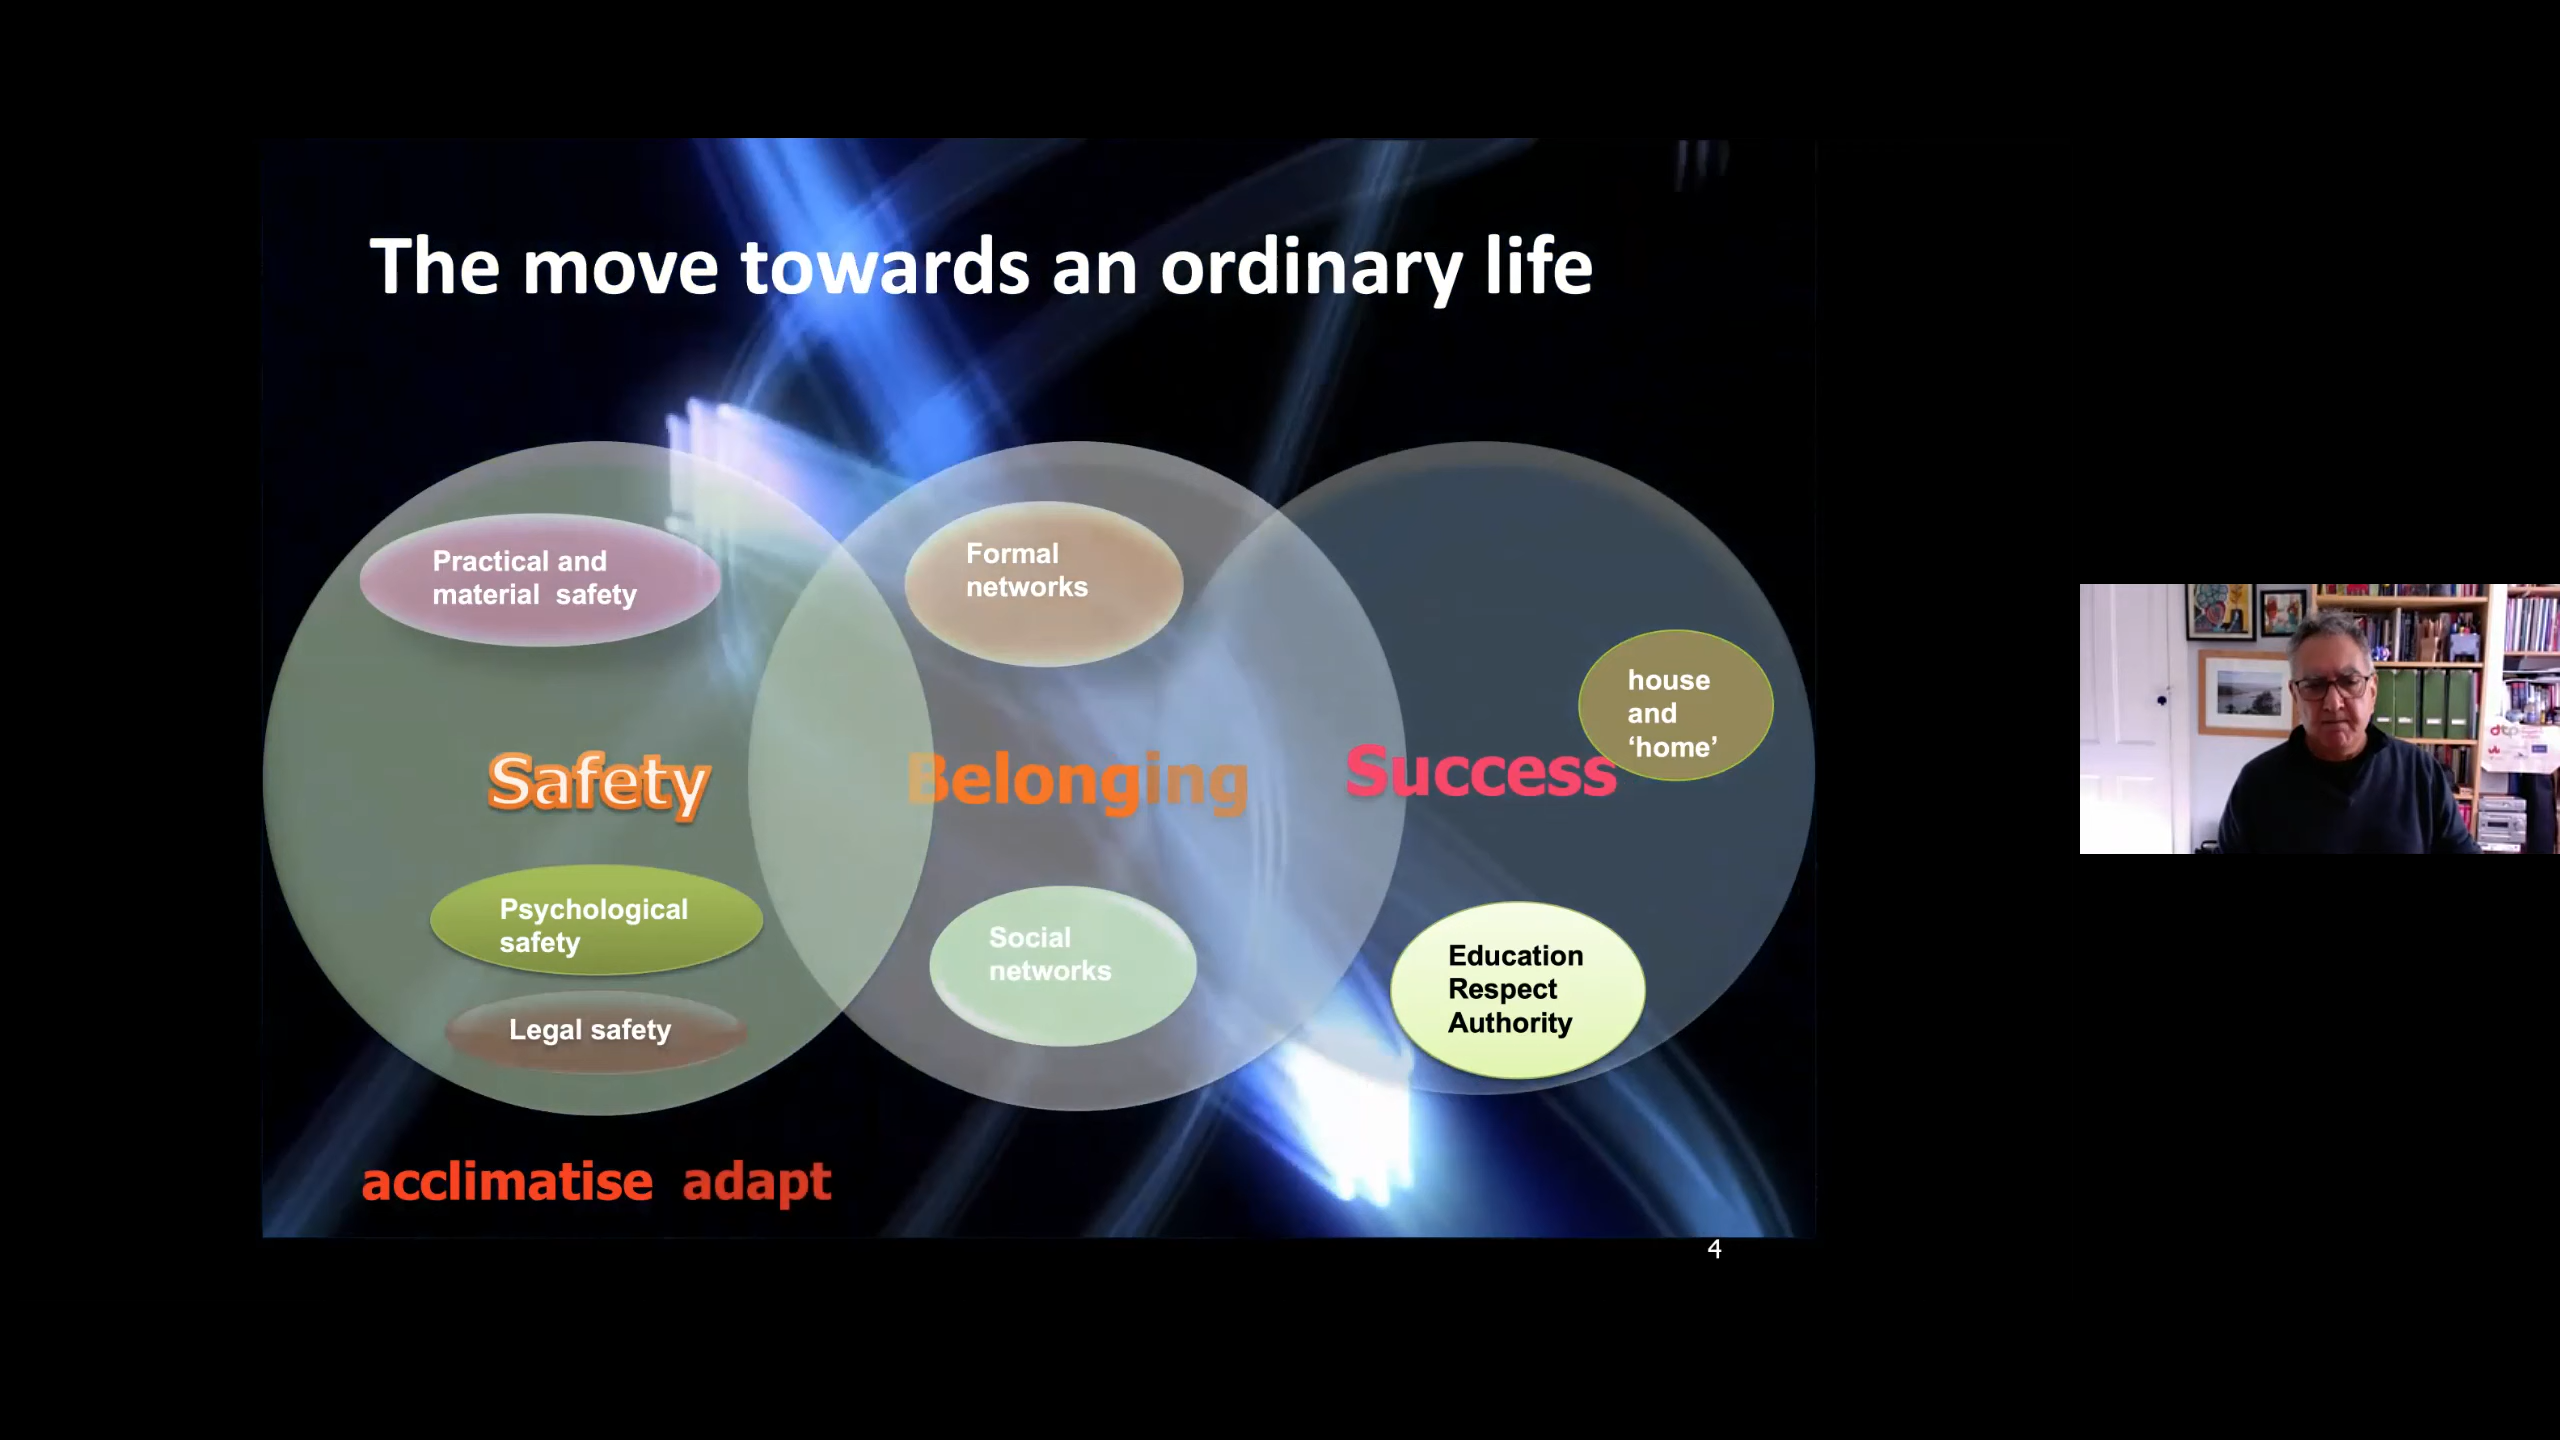 The move towards an ordinary life
Practical and
material safety
Safety
Psychological
safety
Legal safety
Formal
networks
Belonging
Social
networks
house
and
‘home’
Success
Education
Respect
Authority
acclimatise adapt
4
dtp